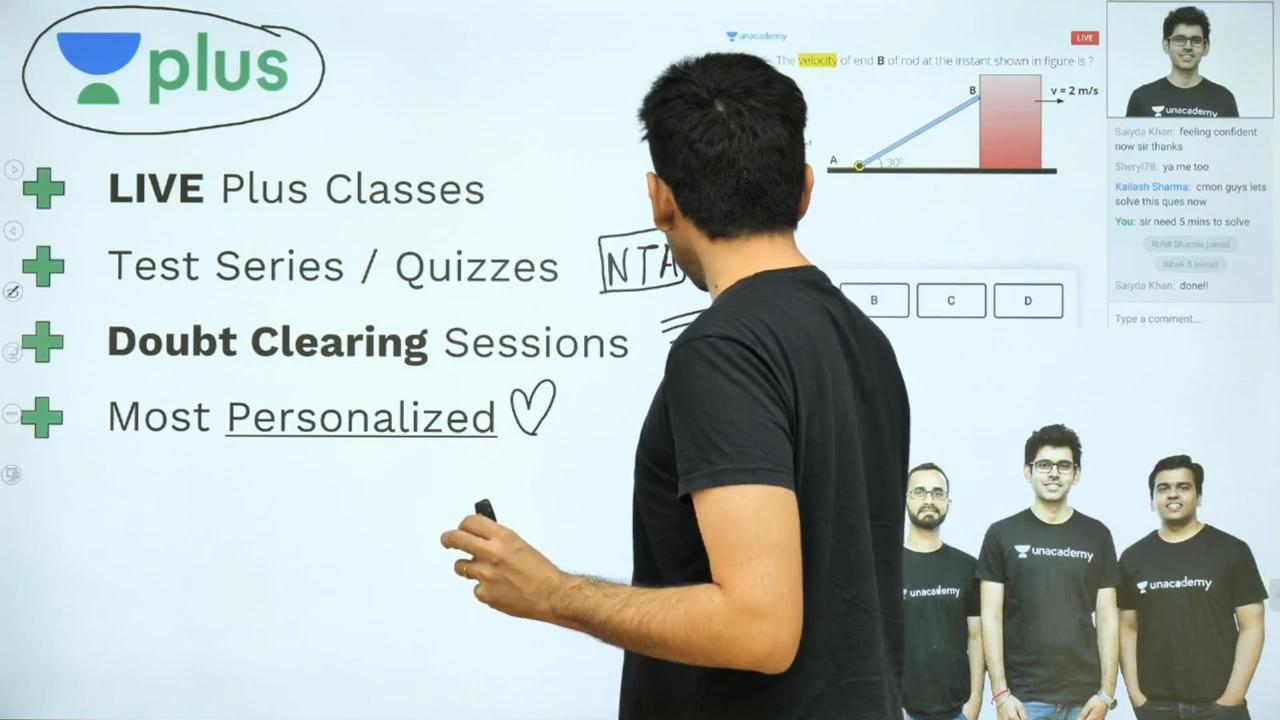 plus
LIVE Plus Classes
Test Series / Quizzes
NTA
Doubt Clearing Sessions
Most Personalized
unacademy
LIVE
The velocity of end B of rod at the instant shown in figure is ?
B
v = 2 m/s
A
30°
B
C
D
unacademy
Saiyda Khan: feeling confident
now sir thanks
Sheryl78: ya me too
Kailash Sharma: cmon guys lets
solve this ques now
You: sir need 5 mins to solve
Rohit Sharma joined
Bibek S joined
Saiyda Khan: done!!
Type a comment...
unacademy
unacademy
unacademy